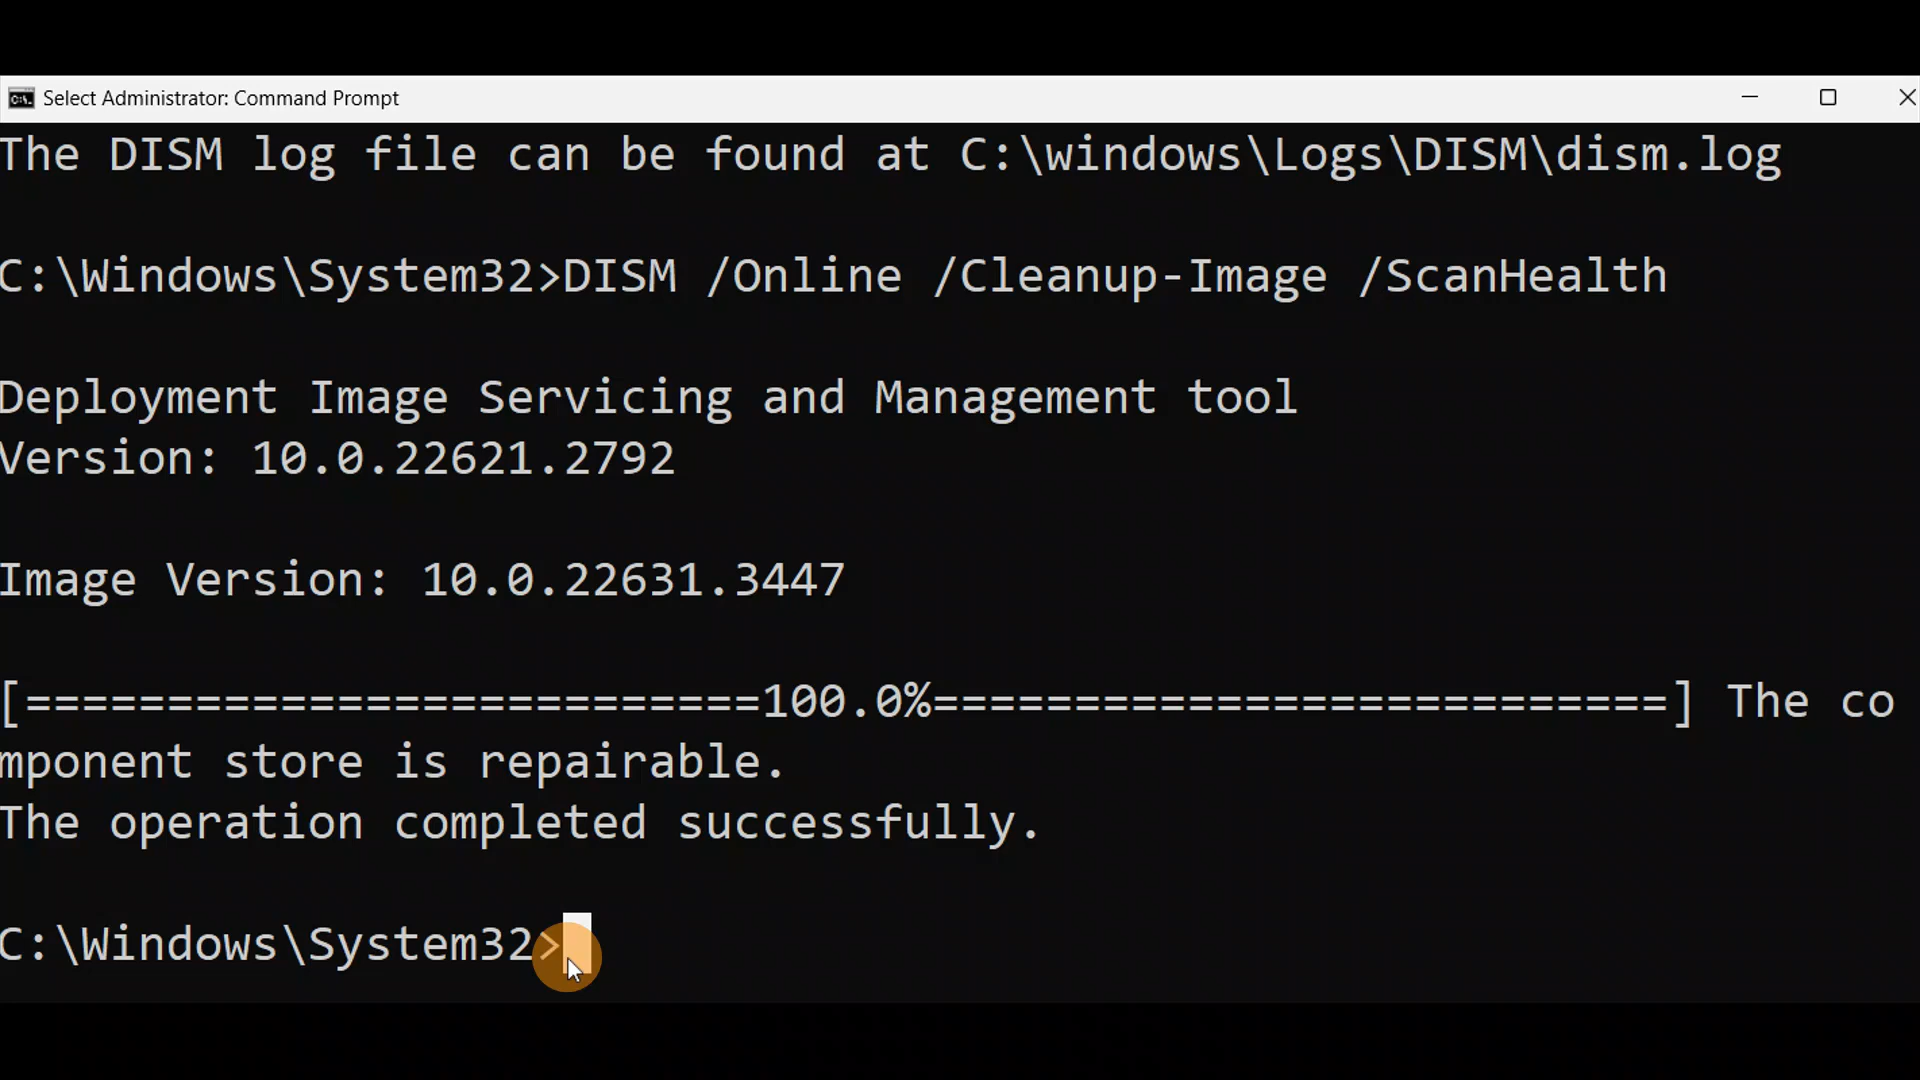 Select Administrator: Command Prompt
The DISM log file can be found at C:\windows\Logs\DISM\dism.log
C:\Windows\System32>DISM /Online /Cleanup-Image /ScanHealth
Deployment Image Servicing and Management tool
Version: 10.0.22621.2792
Image Version: 10.0.22631.3447
[==========================100.0%==========================] The co
mponent store is repairable.
The operation completed successfully.
C:\Windows\System32>